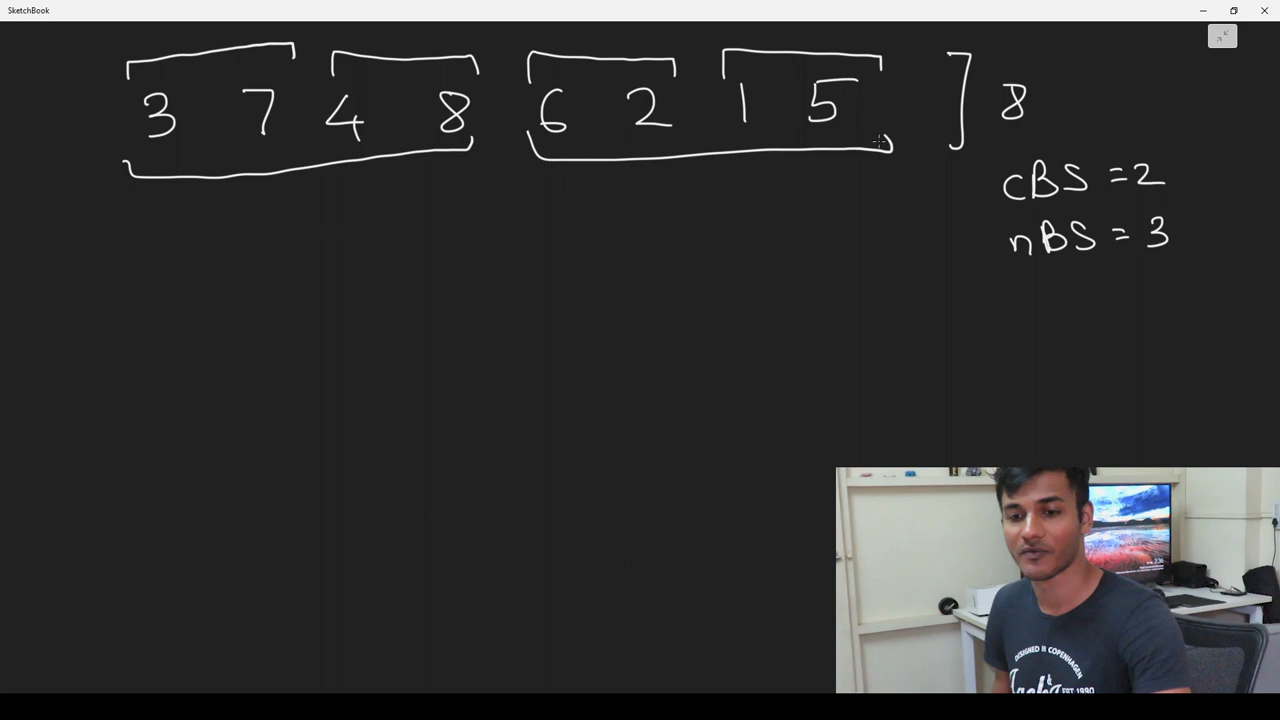 SketchBook
3 7 4 8 6 2 1 5 ] 8
cBS = 2
nBS = 3
DESIGNED IN COPENHAGEN
&
EST 1990